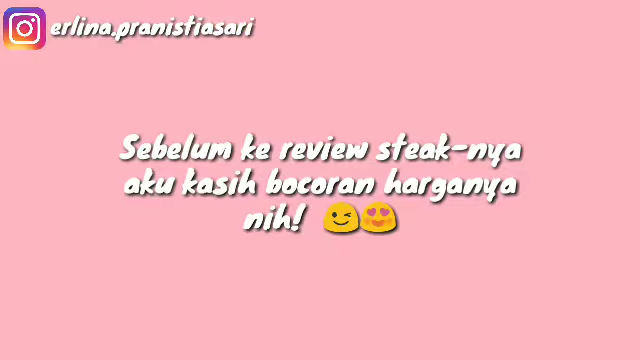 erlina.pranistiasari
Sebelum ke review steak-nya
aku kasih bocoran harganya
nih! 😉😍